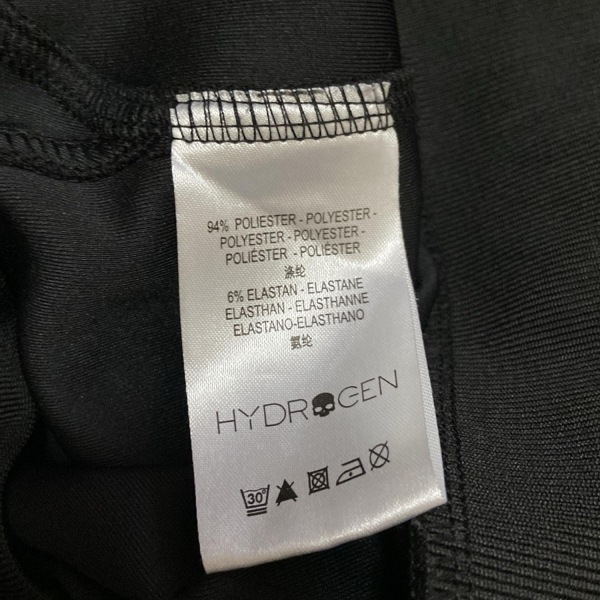 94% POLIESTER - POLYESTER -
POLYESTER - POLYESTER -
POLIÉSTER - POLIÉSTER
涤纶
6% ELASTAN - ELASTANE
ELASTHAN - ELASTHANNE
ELASTANO-ELASTHANO
氨纶
HYDROGEN
30°